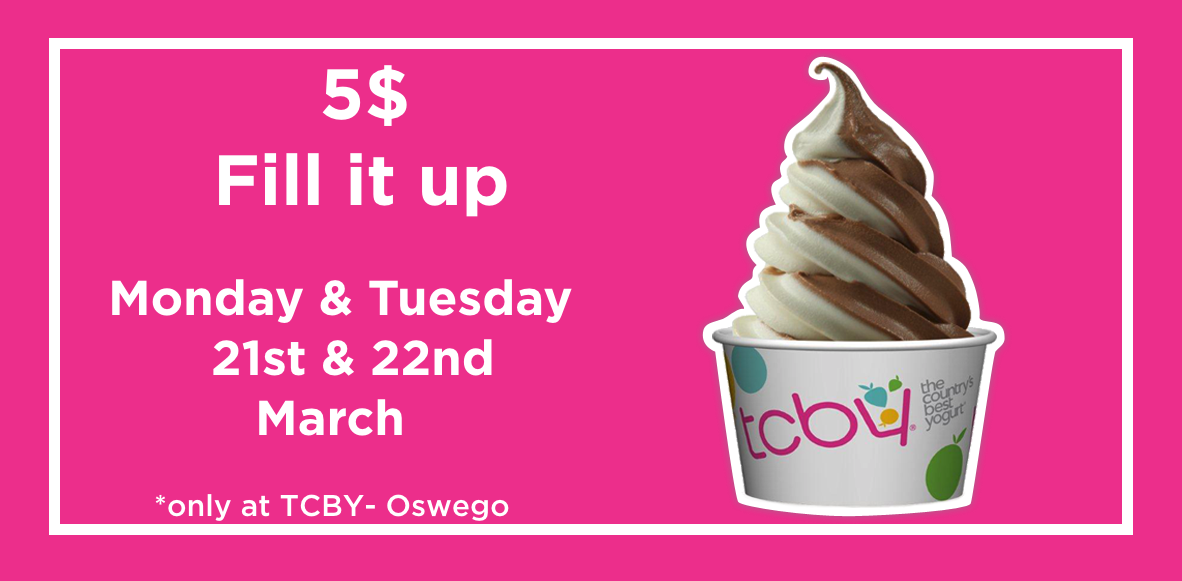 5$
Fill it up
Monday & Tuesday
21st & 22nd
March
*only at TCBY- Oswego
tcby®
the
country's
best
yogurt